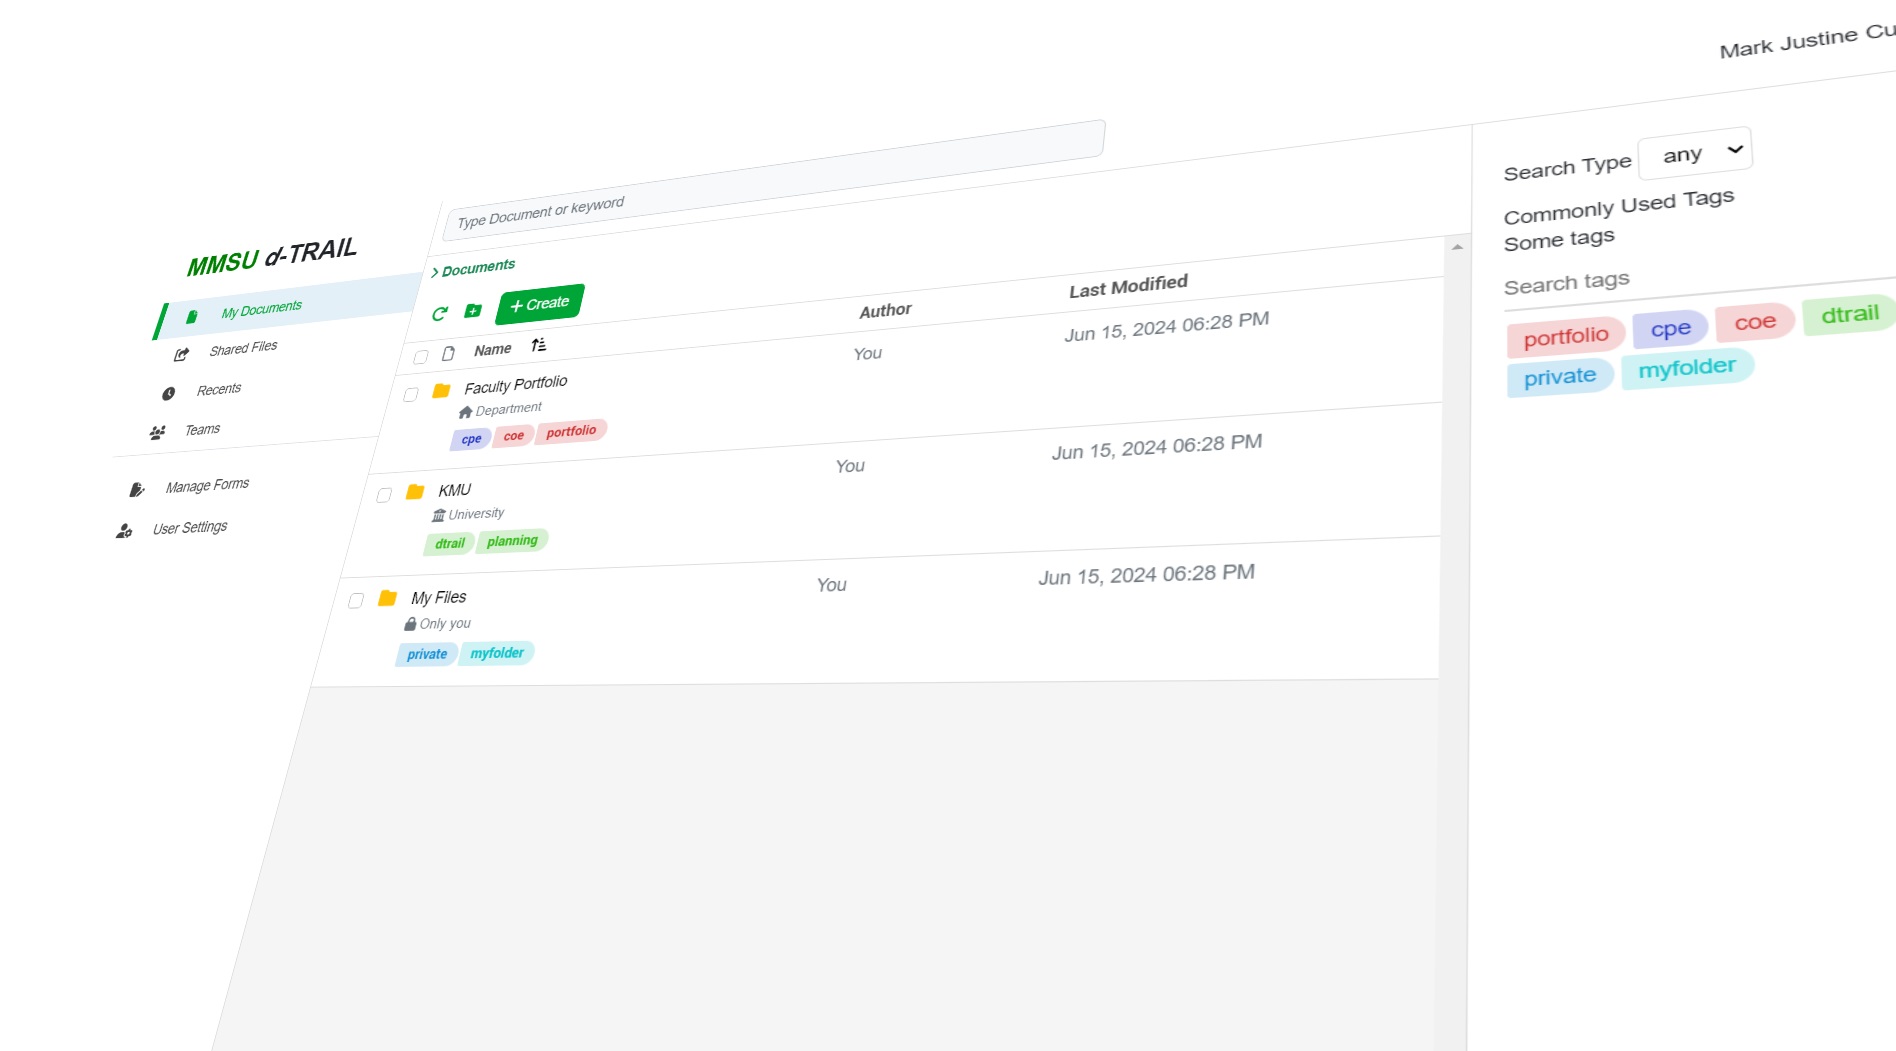 Mark Justine Cu
MMSU d-TRAIL
My Documents
Shared Files
Recents
Teams
Manage Forms
User Settings
Type Document or keyword
Documents
+ Create
Name Author Last Modified
Faculty Portfolio You Jun 15, 2024 06:28 PM
Department
cpe coe portfolio
KMU You Jun 15, 2024 06:28 PM
University
dtrail planning
My Files You Jun 15, 2024 06:28 PM
Only you
private myfolder
Search Type any
Commonly Used Tags
Some tags
Search tags
portfolio cpe coe dtrail
private myfolder